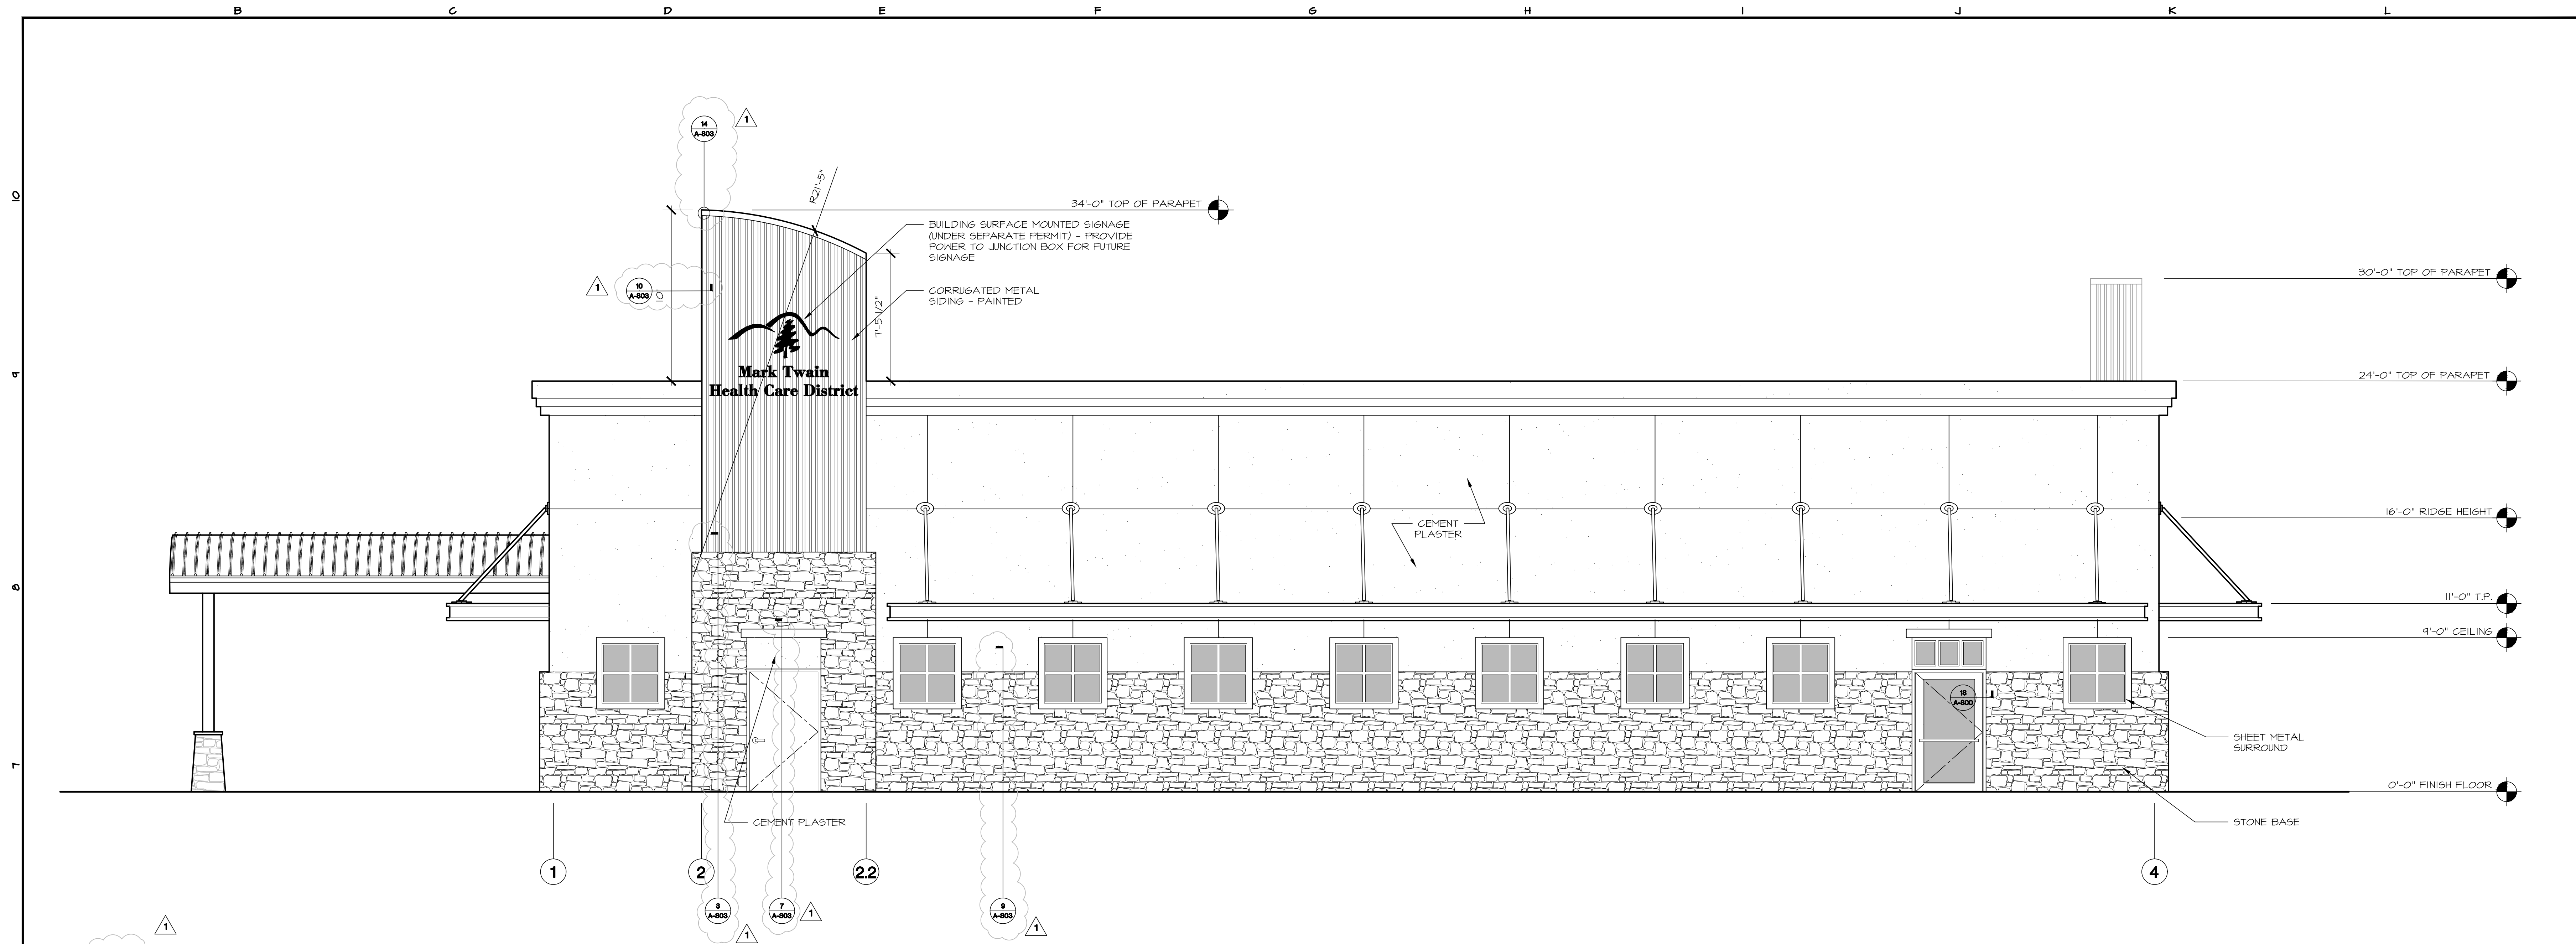 B C D E F G H I J K L
14
A-803
1
10
R21'-5"
34'-0" TOP OF PARAPET
BUILDING SURFACE MOUNTED SIGNAGE
(UNDER SEPARATE PERMIT) - PROVIDE
POWER TO JUNCTION BOX FOR FUTURE
SIGNAGE
30'-0" TOP OF PARAPET
1
10
A-803
CORRUGATED METAL
SIDING - PAINTED
7'-5 1/2"
9
Mark Twain
Health Care District
24'-0" TOP OF PARAPET
16'-0" RIDGE HEIGHT
CEMENT
PLASTER
8
11'-0" T.P.
9'-0" CEILING
18
A-800
SHEET METAL
SURROUND
7
0'-0" FINISH FLOOR
CEMENT PLASTER
STONE BASE
1
2
2.2
4
3
A-803
1
7
A-803
1
9
A-803
1
1